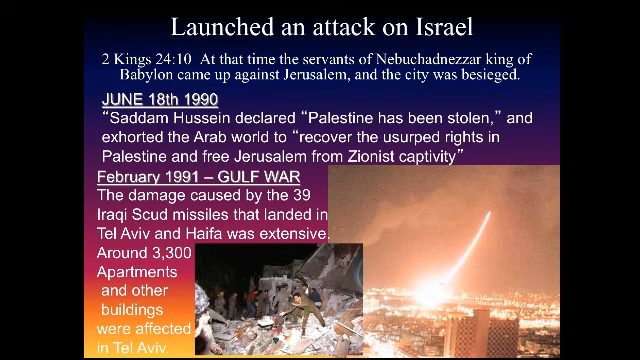 Launched an attack on Israel
2 Kings 24:10 At that time the servants of Nebuchadnezzar king of
Babylon came up against Jerusalem, and the city was besieged.
JUNE 18th 1990
“Saddam Hussein declared “Palestine has been stolen,” and
exhorted the Arab world to “recover the usurped rights in
Palestine and free Jerusalem from Zionist captivity”
February 1991 – GULF WAR
The damage caused by the 39
Iraqi Scud missiles that landed in
Tel Aviv and Haifa was extensive.
Around 3,300
Apartments
and other
buildings
were affected
in Tel Aviv.